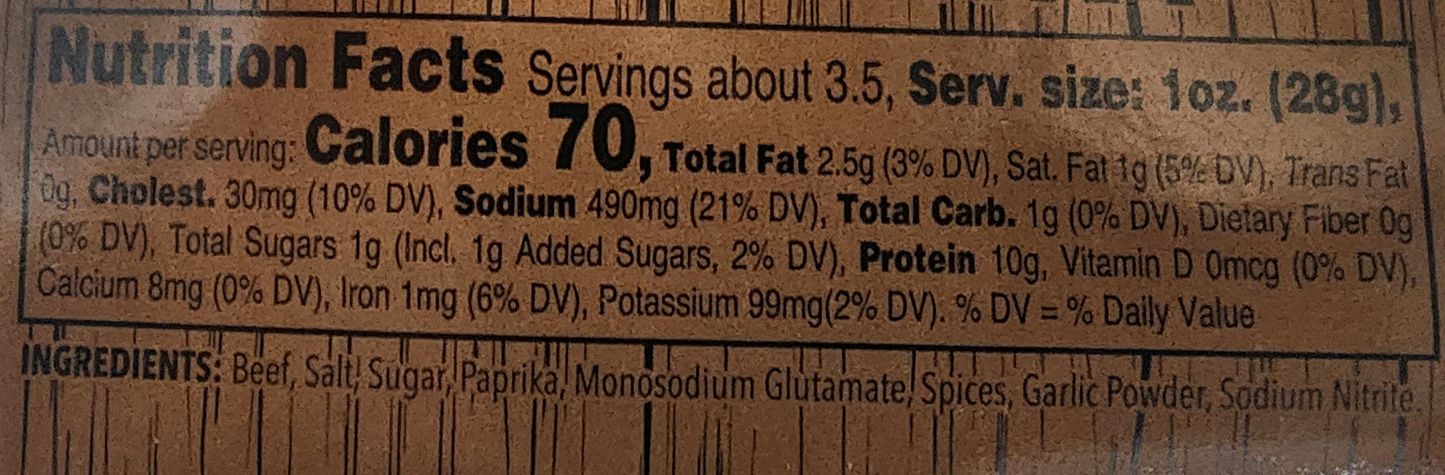 Nutrition Facts Servings about 3.5, Serv. size: 1oz. (28g),
Amount per serving: Calories 70, Total Fat 2.5g (3% DV), Sat. Fat 1g (5% DV), Trans Fat
0g, Cholest. 30mg (10% DV), Sodium 490mg (21% DV), Total Carb. 1g (0% DV), Dietary Fiber 0g
(0% DV), Total Sugars 1g (Incl. 1g Added Sugars, 2% DV), Protein 10g, Vitamin D 0mcg (0% DV),
Calcium 8mg (0% DV), Iron 1mg (6% DV), Potassium 99mg(2% DV). % DV = % Daily Value
INGREDIENTS: Beef, Salt, Sugar, Paprika, Monosodium Glutamate, Spices, Garlic Powder, Sodium Nitrite.